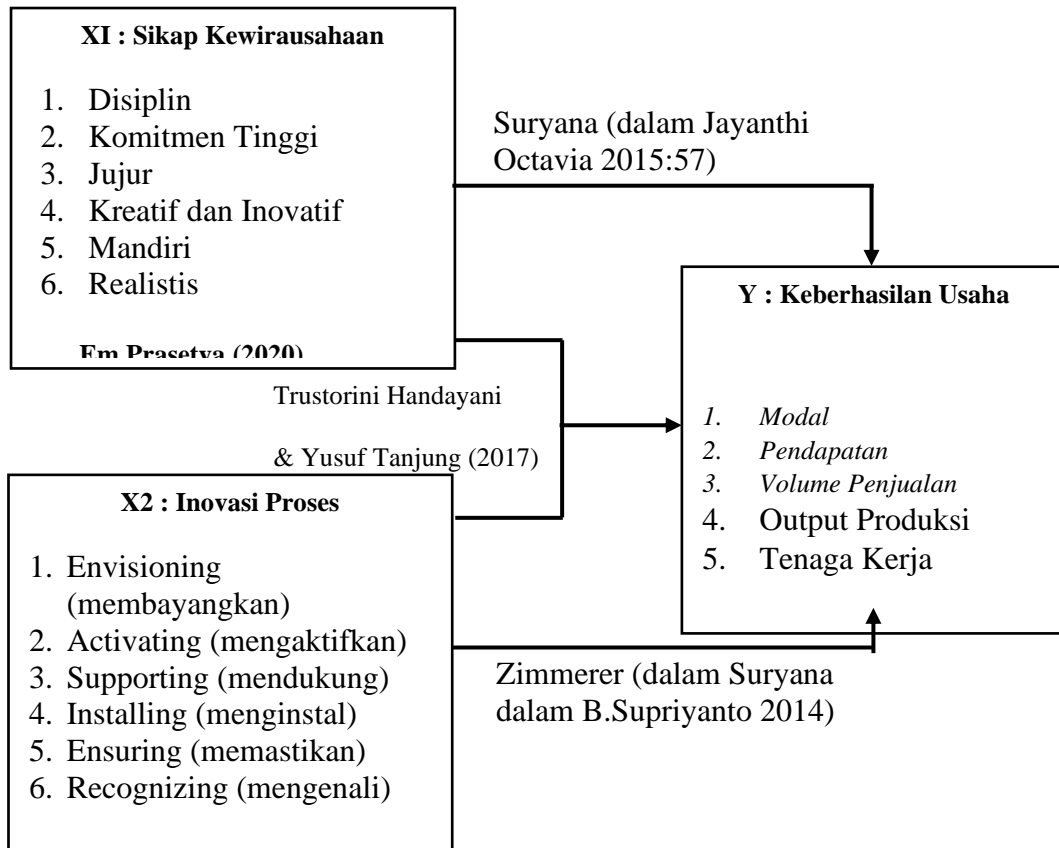 XI : Sikap Kewirausahaan
1. Disiplin
2. Komitmen Tinggi
3. Jujur
4. Kreatif dan Inovatif
5. Mandiri
6. Realistis
Em Prasetya (2020)
Suryana (dalam Jayanthi
Octavia 2015:57)
Trustorini Handayani
& Yusuf Tanjung (2017)
Y : Keberhasilan Usaha
1. Modal
2. Pendapatan
3. Volume Penjualan
4. Output Produksi
5. Tenaga Kerja
X2 : Inovasi Proses
1. Envisioning
(membayangkan)
2. Activating (mengaktifkan)
3. Supporting (mendukung)
4. Installing (menginstal)
5. Ensuring (memastikan)
6. Recognizing (mengenali)
Zimmerer (dalam Suryana
dalam B.Supriyanto 2014)